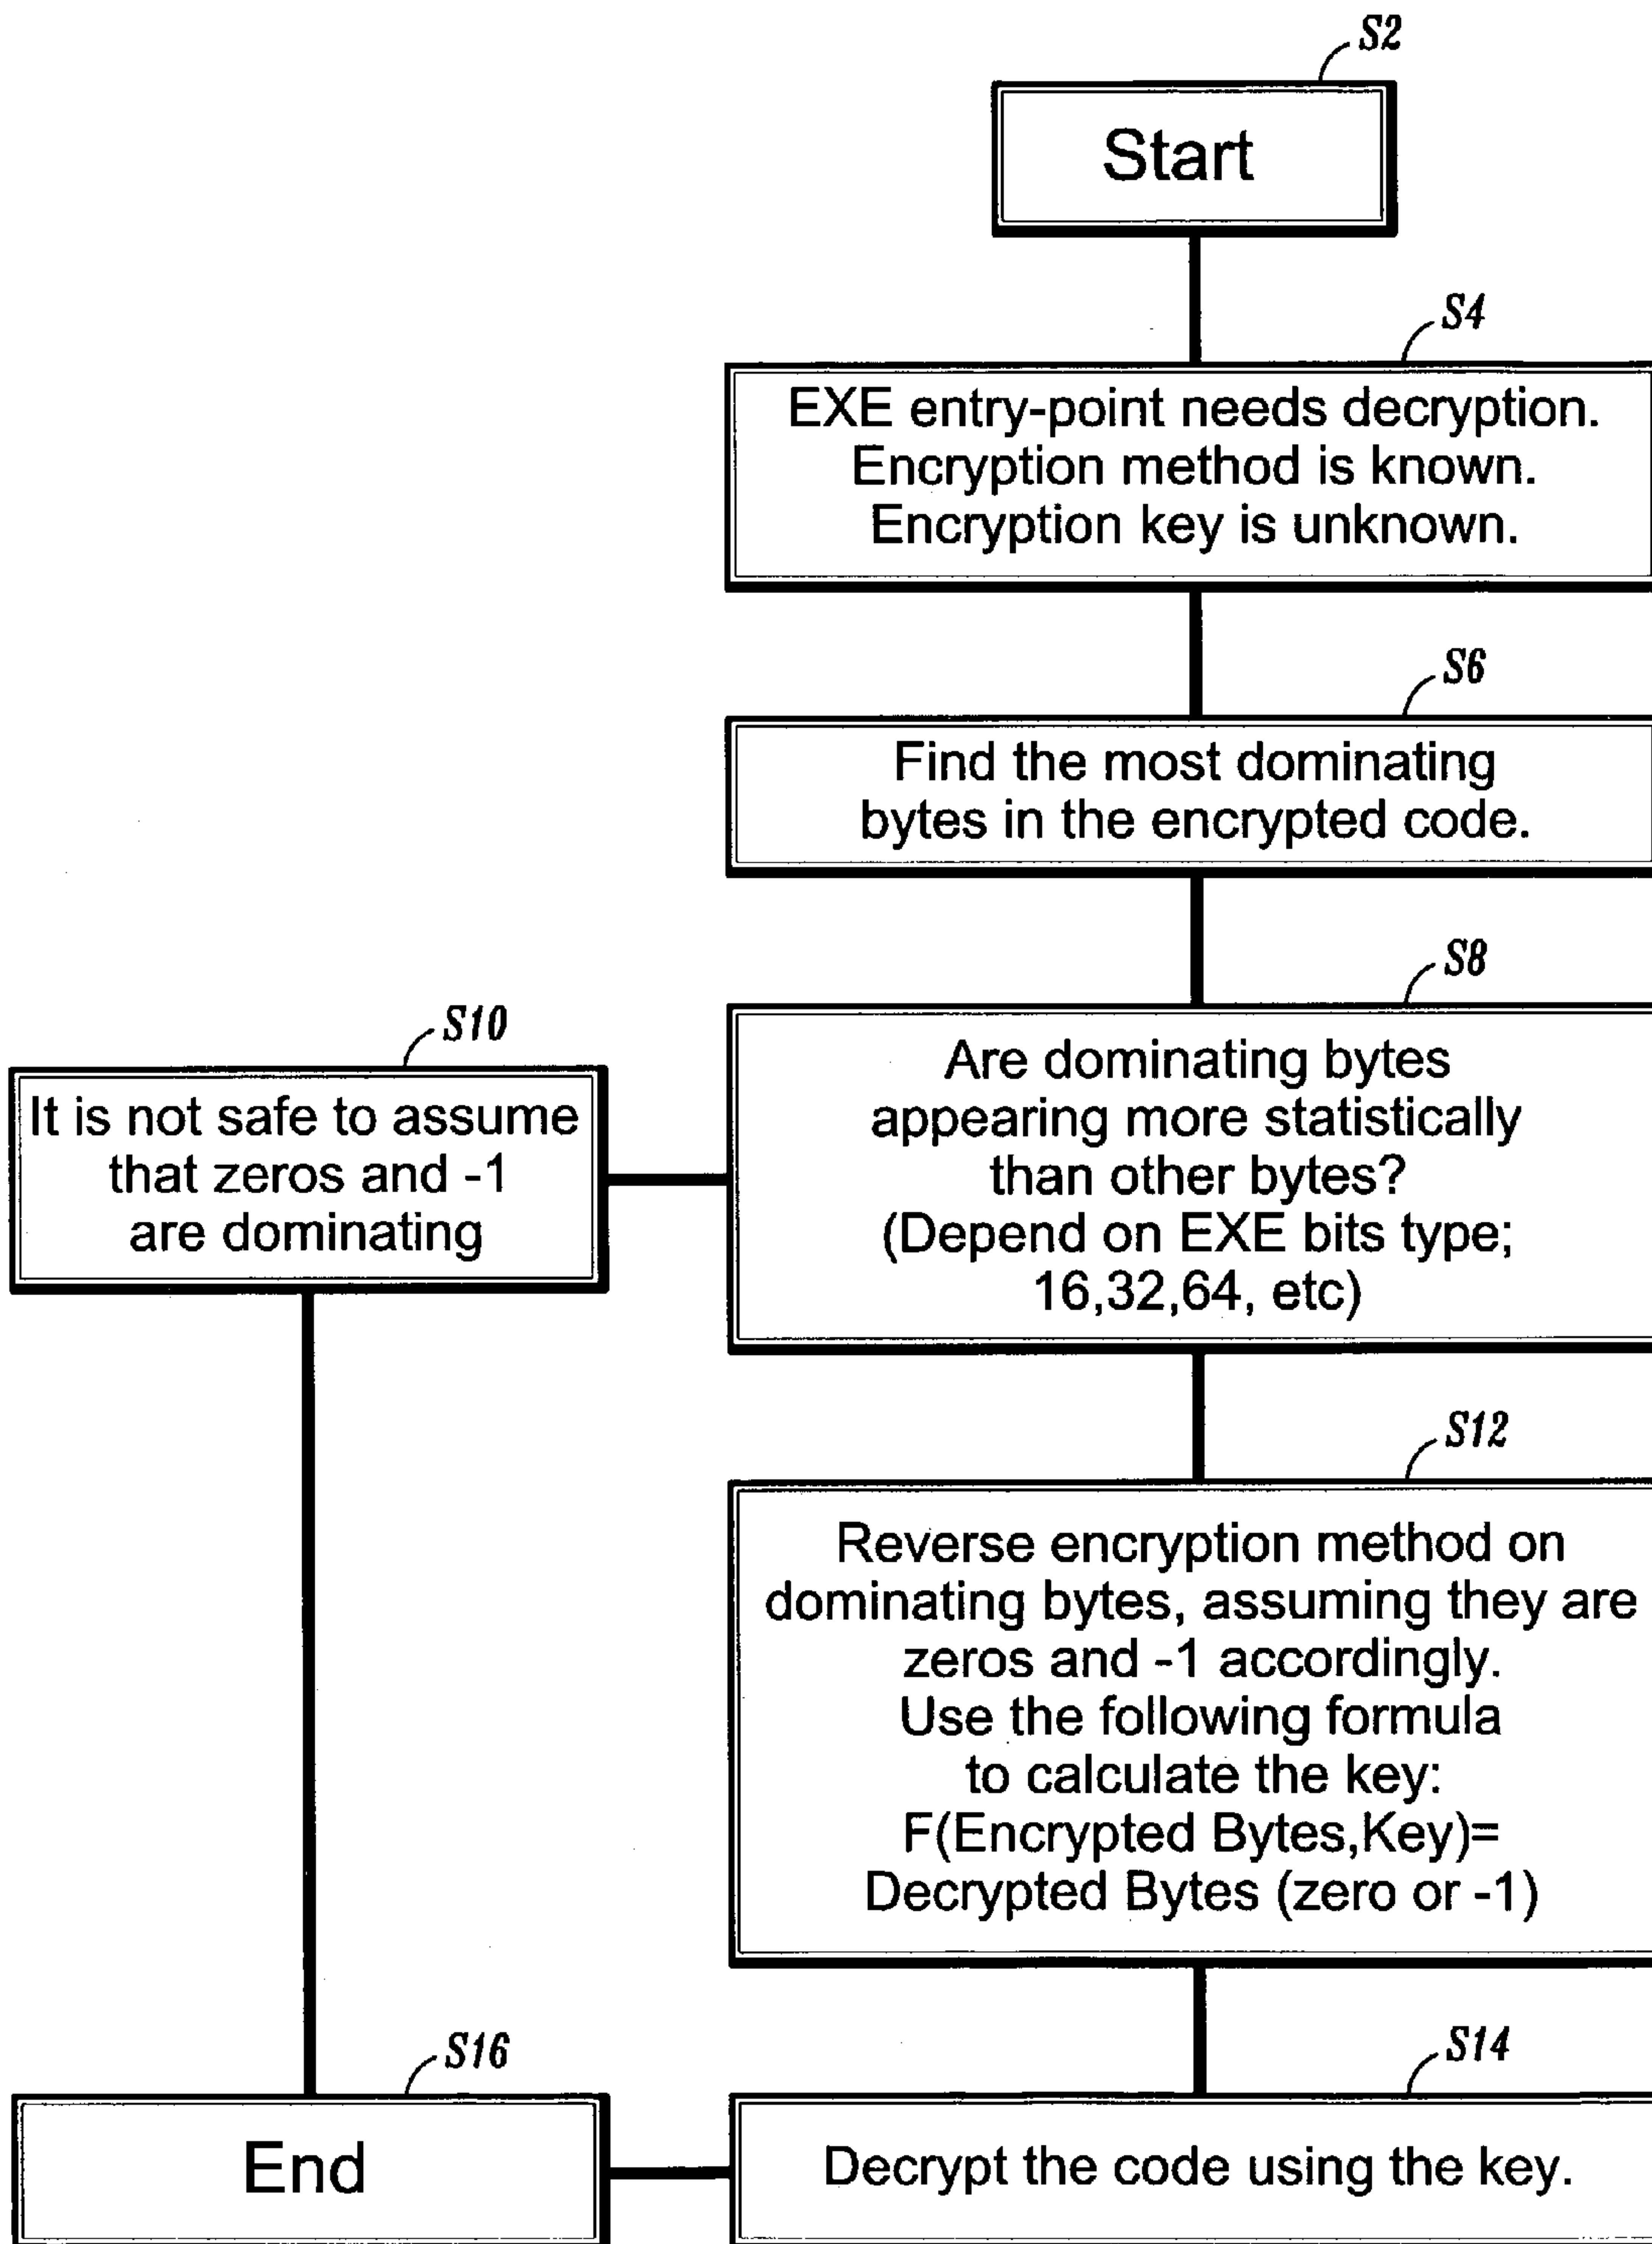 S2
Start
S4
EXE entry-point needs decryption.
Encryption method is known.
Encryption key is unknown.
S6
Find the most dominating
bytes in the encrypted code.
S8
Are dominating bytes
appearing more statistically
than other bytes?
(Depend on EXE bits type;
16,32,64, etc)
S10
It is not safe to assume
that zeros and -1
are dominating
S12
Reverse encryption method on
dominating bytes, assuming they are
zeros and -1 accordingly.
Use the following formula
to calculate the key:
F(Encrypted Bytes,Key)=
Decrypted Bytes (zero or -1)
S14
Decrypt the code using the key.
S16
End